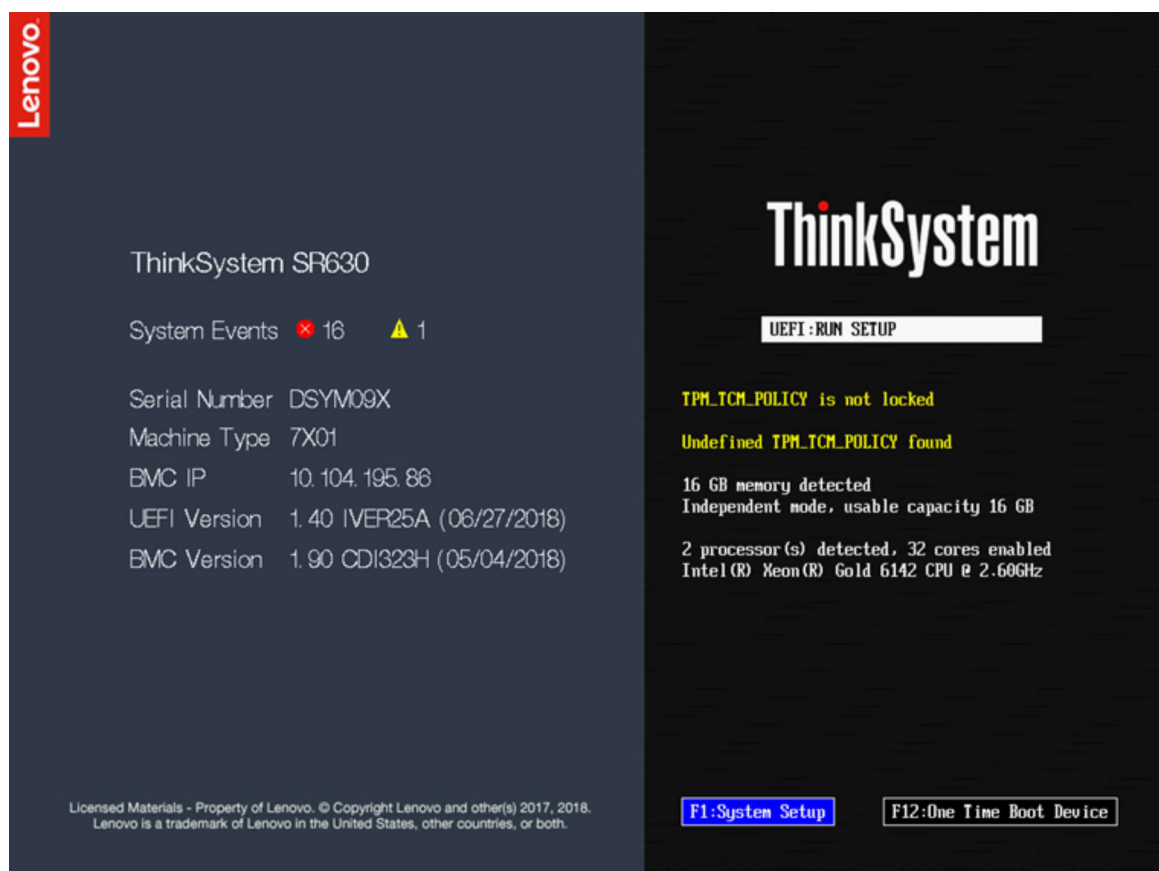 Lenovo.
ThinkSystem SR630
System Events 16 1
Serial Number DSYM09X
Machine Type 7X01
BMC IP 10.104.195.86
UEFI Version 1.40 IVER25A (06/27/2018)
BMC Version 1.90 CDI323H (05/04/2018)
Licensed Materials - Property of Lenovo. © Copyright Lenovo and other(s) 2017, 2018.
Lenovo is a trademark of Lenovo in the United States, other countries, or both.
ThinkSystem
UEFI:RUN SETUP
TPM_TCM_POLICY is not locked
Undefined TPM_TCM_POLICY found
16 GB memory detected
Independent mode, usable capacity 16 GB
2 processor(s) detected, 32 cores enabled
Intel(R) Xeon(R) Gold 6142 CPU @ 2.60GHz
F1:System Setup
F12:One Time Boot Device